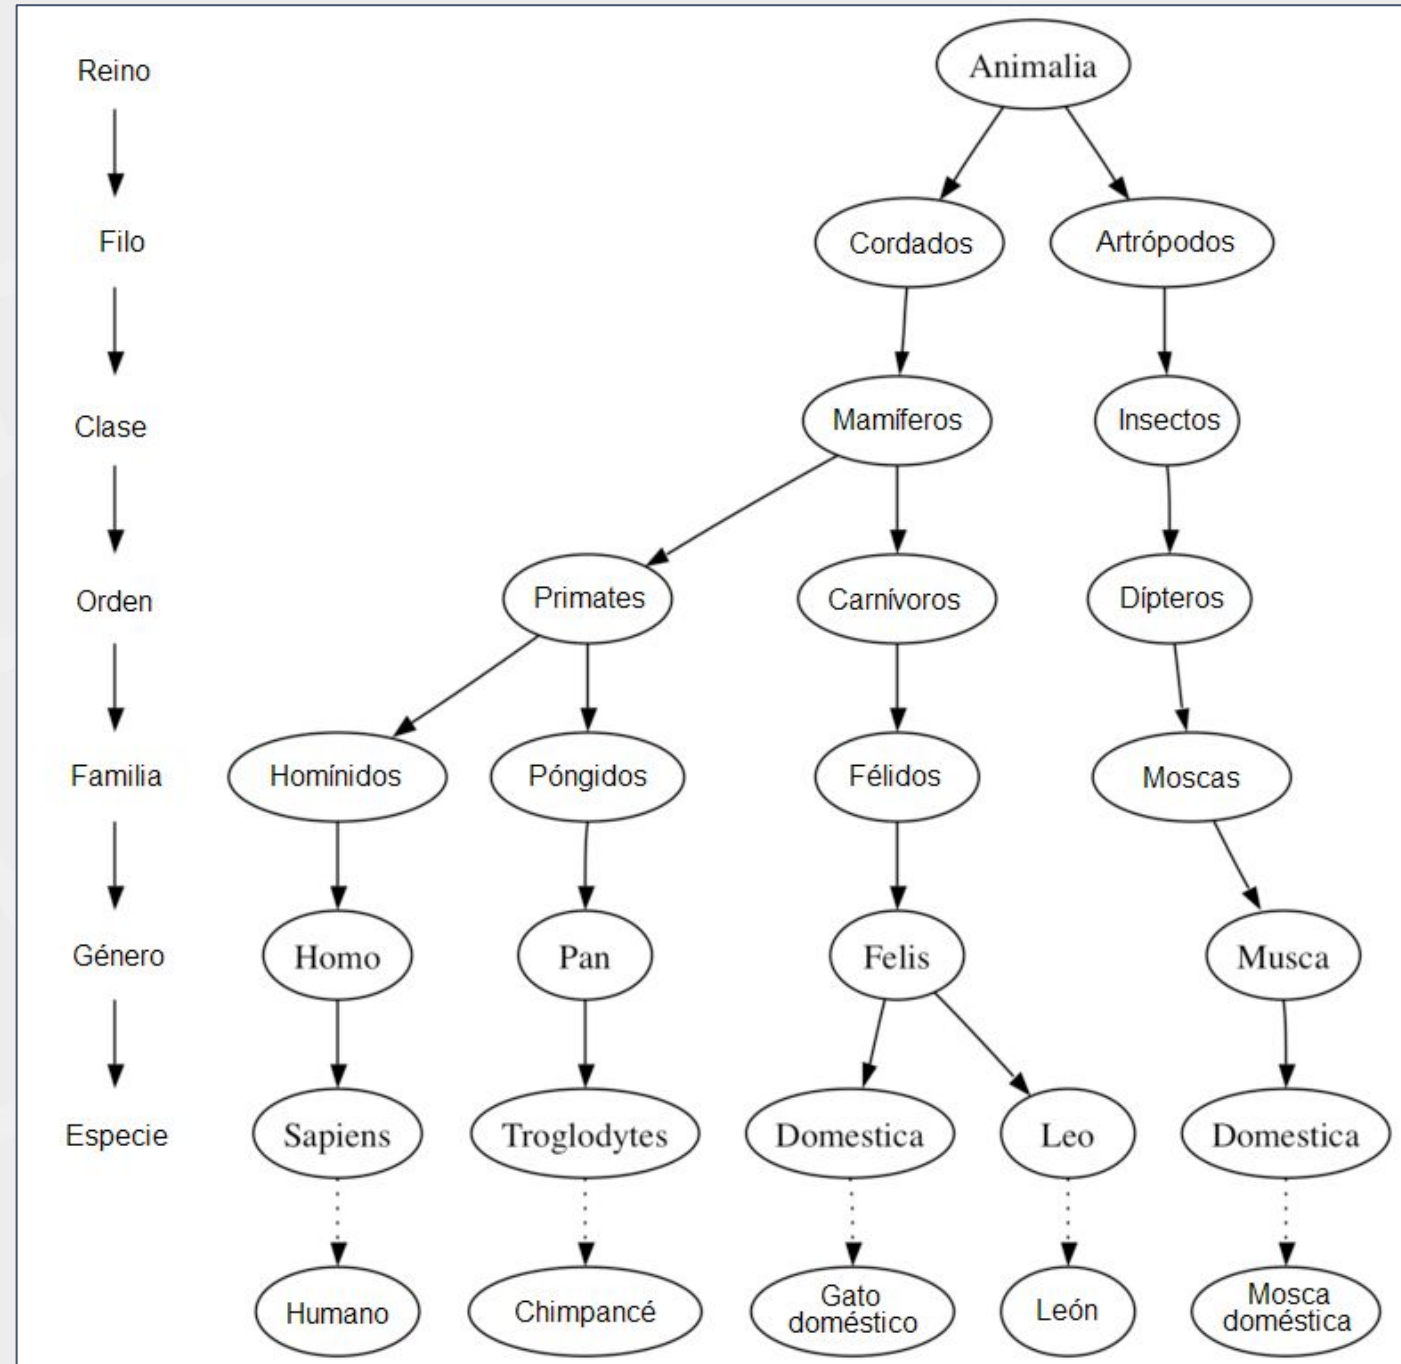 Reino
Animalia
Filo
Cordados
Artrópodos
Clase
Mamíferos
Insectos
Orden
Primates
Carnívoros
Dípteros
Familia
Homínidos
Póngidos
Félidos
Moscas
Género
Homo
Pan
Felis
Musca
Especie
Sapiens
Troglodytes
Domestica
Leo
Domestica
Humano
Chimpancé
Gato
doméstico
León
Mosca
doméstica